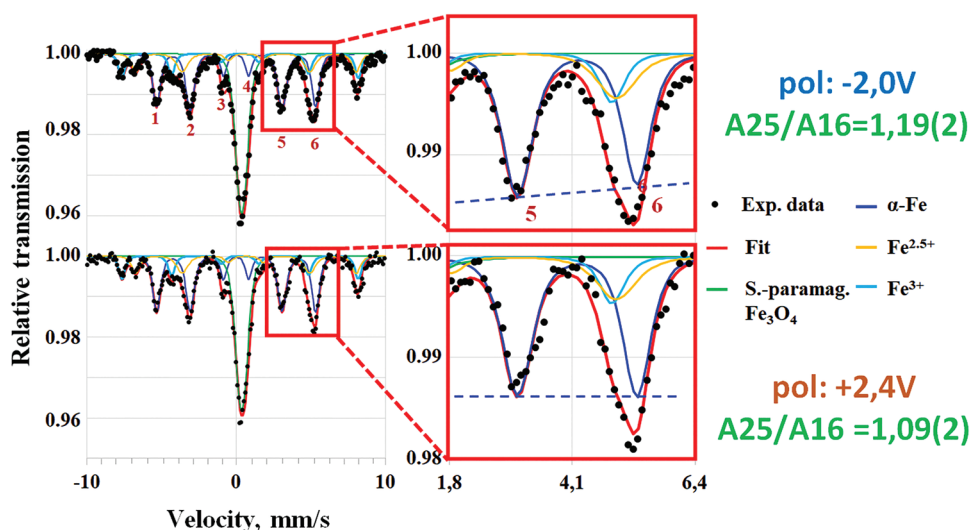 Relative transmission
1.00
0.98
0.96
1.00
0.98
0.96
-10
0
10
Velocity, mm/s
1
2
3
4
5
6
1.00
0.99
5
6
6
1.00
0.99
0.98
1,8
4,1
6,4
pol: -2,0V
A25/A16=1,19(2)
Exp. data
α-Fe
Fit
Fe2.5+
S.-paramag.
Fe3O4
Fe3+
pol: +2,4V
A25/A16 =1,09(2)